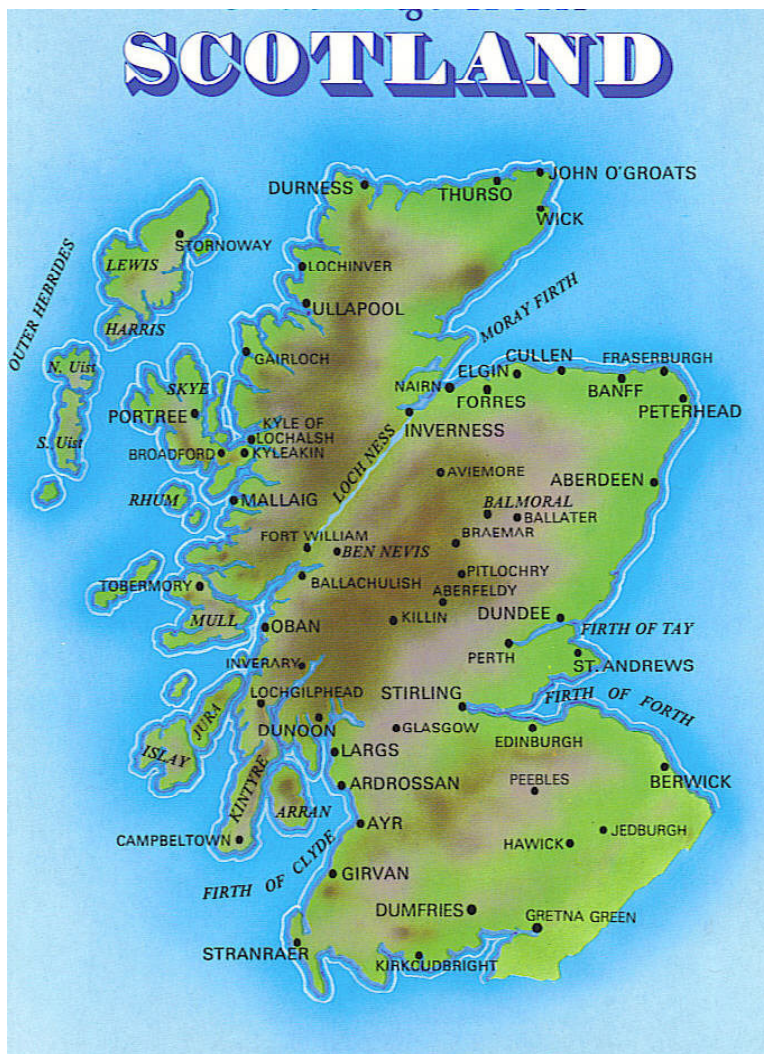 SCOTLAND
JOHN O'GROATS
DURNESS
THURSO
WICK
STORNOWAY
OUTER HEBRIDES
LEWIS
LOCHINVER
ULLAPOOL
MORAY FIRTH
HARRIS
GAIRLOCH
CULLEN
FRASERBURGH
N. Uist
ELGIN
SKYE
NAIRN
BANFF
FORRES
PETERHEAD
PORTREE
KYLE OF
LOCHALSH
INVERNESS
S. Uist
BROADFORD
KYLEAKIN
LOCH NESS
AVIEMORE
ABERDEEN
RHUM
MALLAIG
BALMORAL
BALLATER
FORT WILLIAM
BRAEMAR
BEN NEVIS
PITLOCHRY
TOBERMORY
BALLACHULISH
ABERFELDY
MULL
KILLIN
DUNDEE
OBAN
FIRTH OF TAY
PERTH
INVERARY
ST. ANDREWS
LOCHGILPHEAD
STIRLING
FIRTH OF FORTH
JURA
DUNOON
GLASGOW
EDINBURGH
ISLAY
LARGS
KINTYRE
ARDROSSAN
PEEBLES
BERWICK
ARRAN
AYR
CAMPBELTOWN
JEDBURGH
HAWICK
FIRTH OF CLYDE
GIRVAN
DUMFRIES
GRETNA GREEN
STRANRAER
KIRKCUDBRIGHT